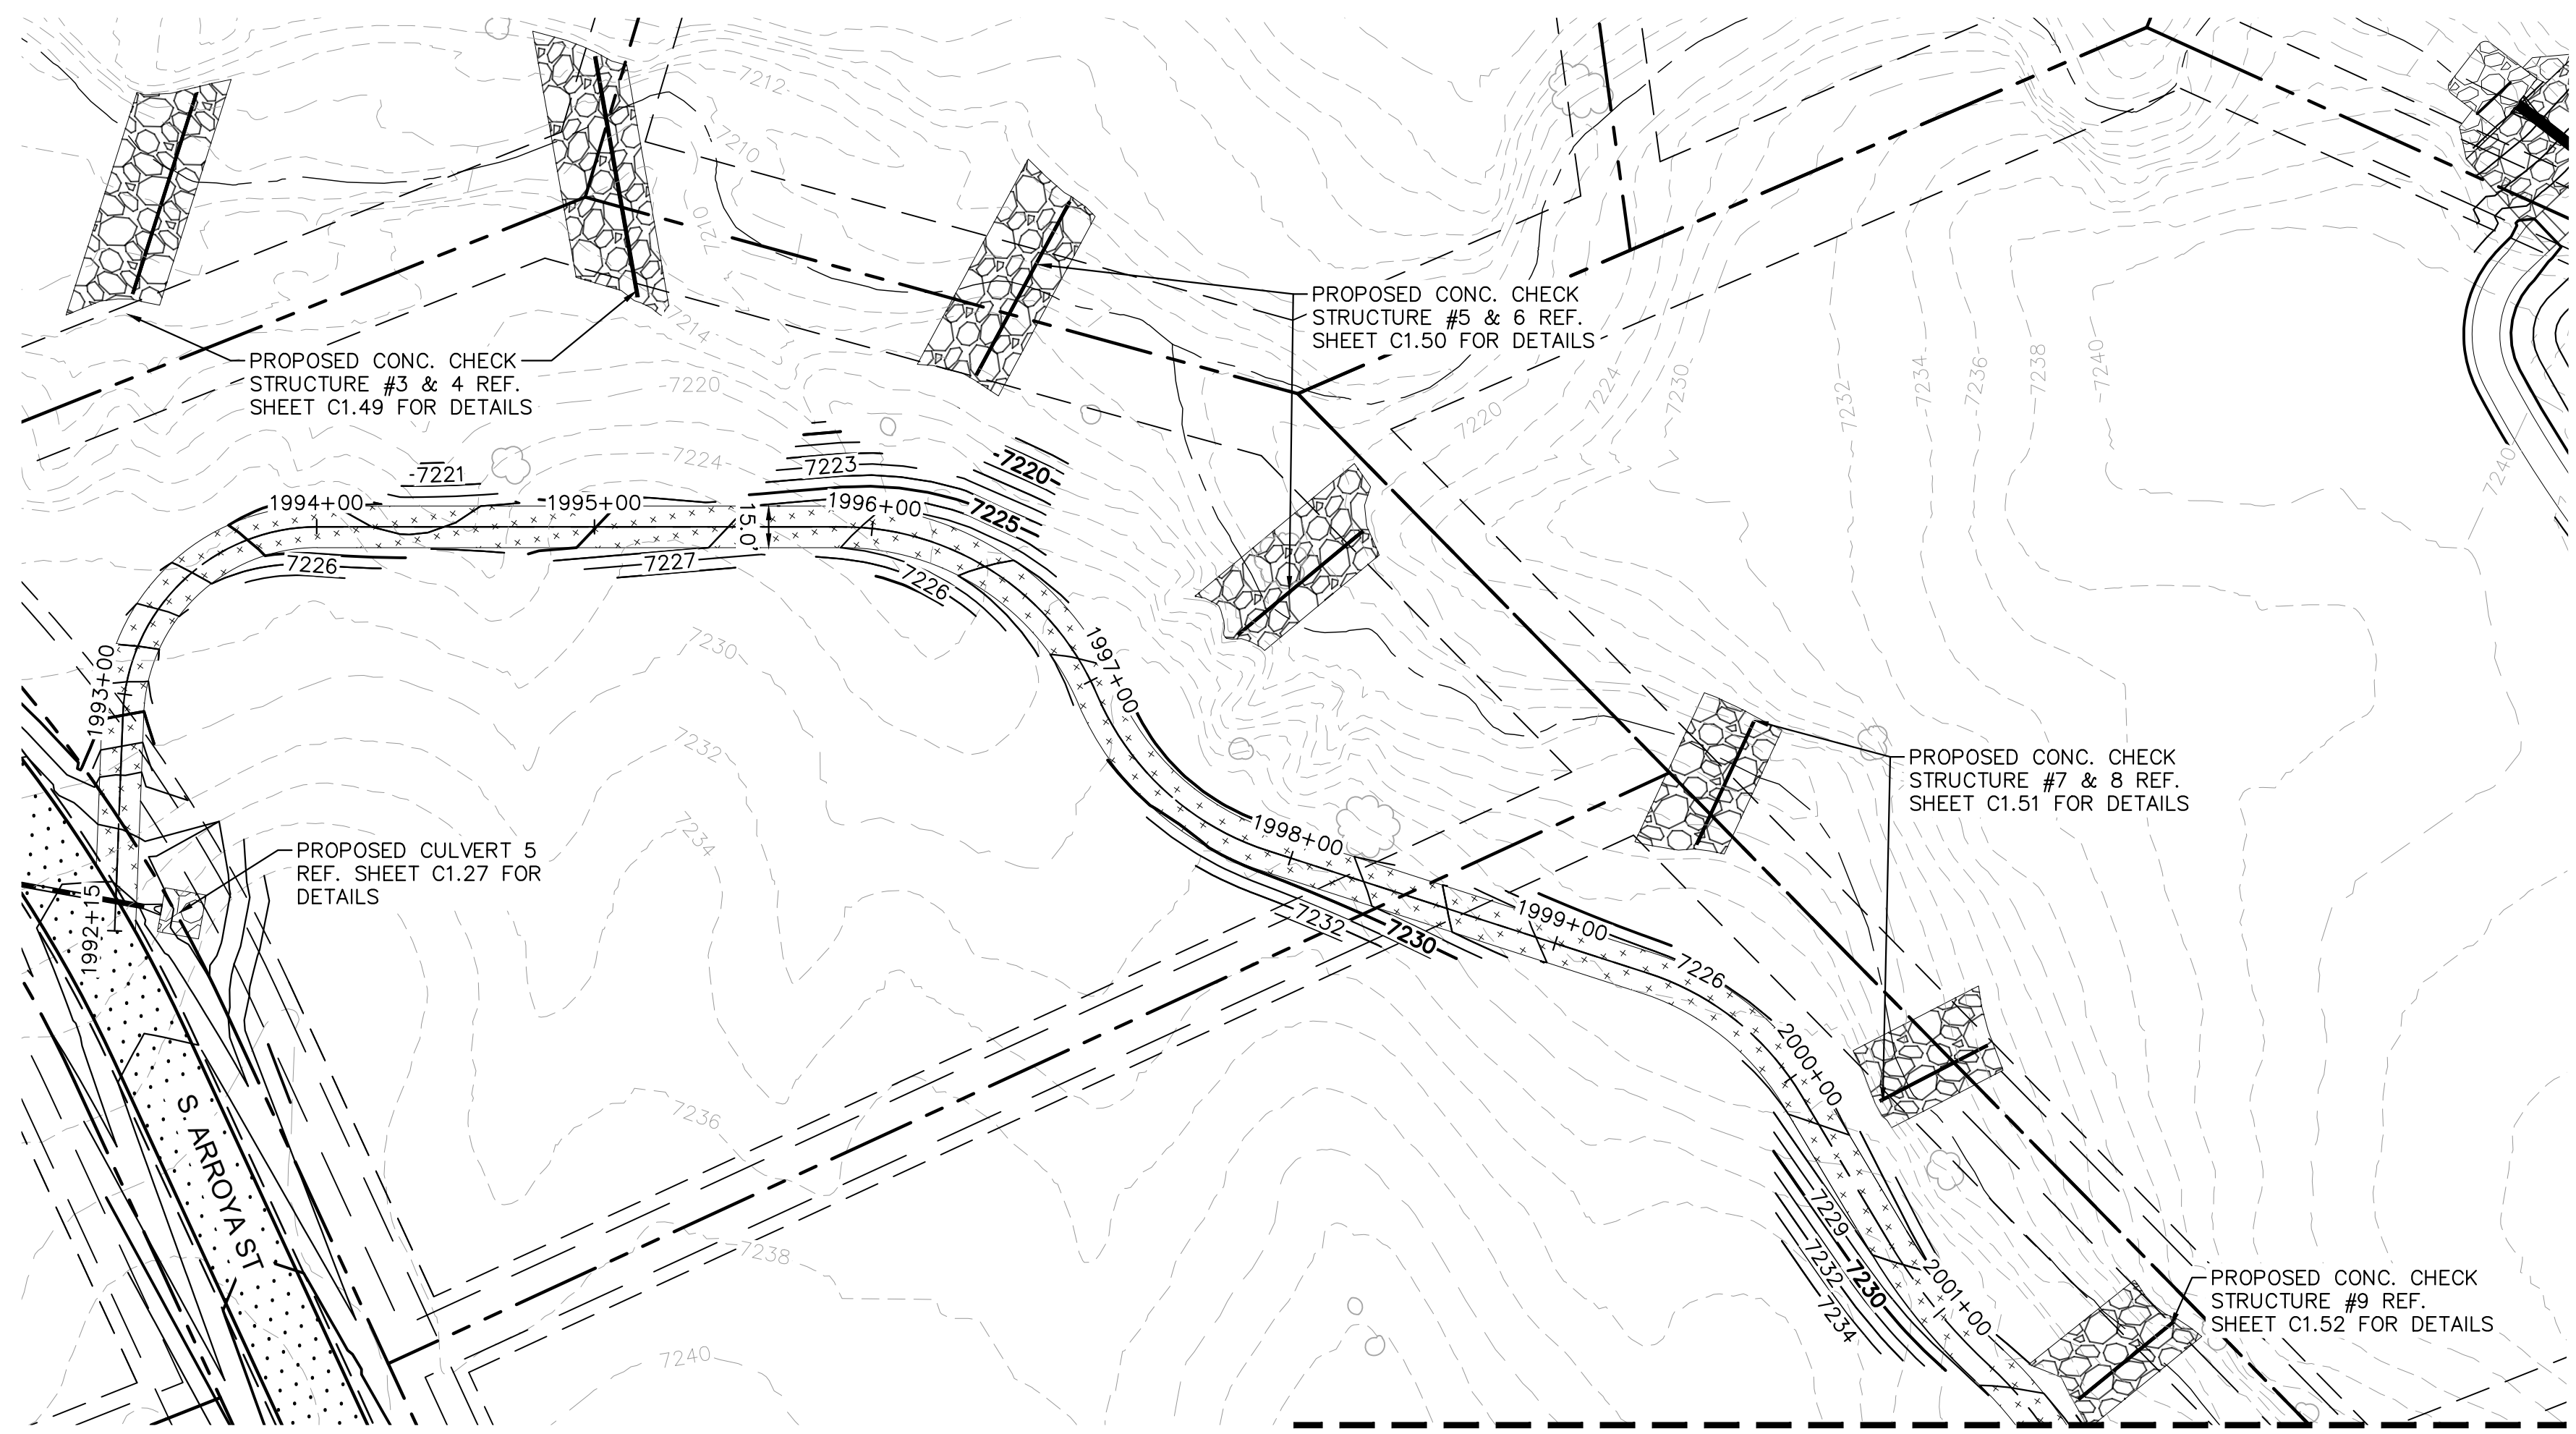 7212
7210
7210
PROPOSED CONC. CHECK
STRUCTURE #5 & 6 REF.
SHEET C1.50 FOR DETAILS
7214
PROPOSED CONC. CHECK
STRUCTURE #3 & 4 REF.
SHEET C1.49 FOR DETAILS
7220
7220
7224
7230
7232
7234
7236
7238
7240
7240
7224
7221
7223
7220
7225
1994+00
1995+00
15.0'
1996+00
7226
7227
7226
1993+00
7230
1997+00
7232
PROPOSED CONC. CHECK
STRUCTURE #7 & 8 REF.
SHEET C1.51 FOR DETAILS
7234
1998+00
PROPOSED CULVERT 5
REF. SHEET C1.27 FOR
DETAILS
1992+15
7232
7230
1999+00
7226
2000+00
7236
S. ARROYA ST
7238
7229
7232
7230
7234
2001+00
PROPOSED CONC. CHECK
STRUCTURE #9 REF.
SHEET C1.52 FOR DETAILS
7240